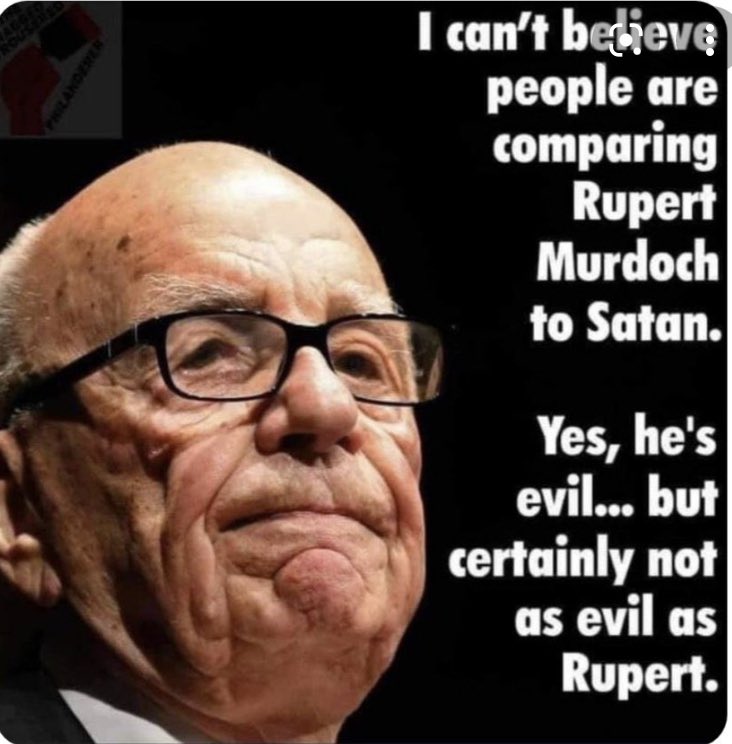 I can't believe
people are
comparing
Rupert
Murdoch
to Satan.
Yes, he's
evil... but
certainly not
as evil as
Rupert.